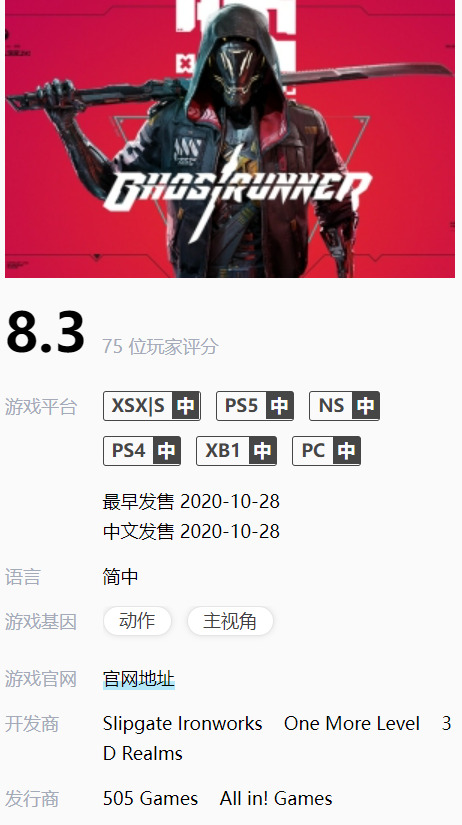 GHOSTRUNNER
8.3 75 位玩家评分
游戏平台 XSX|S 中 PS5 中 NS 中
PS4 中 XB1 中 PC 中
最早发售 2020-10-28
中文发售 2020-10-28
语言 简中
游戏基因 动作 主视角
游戏官网 官网地址
开发商 Slipgate Ironworks One More Level 3
D Realms
发行商 505 Games All in! Games